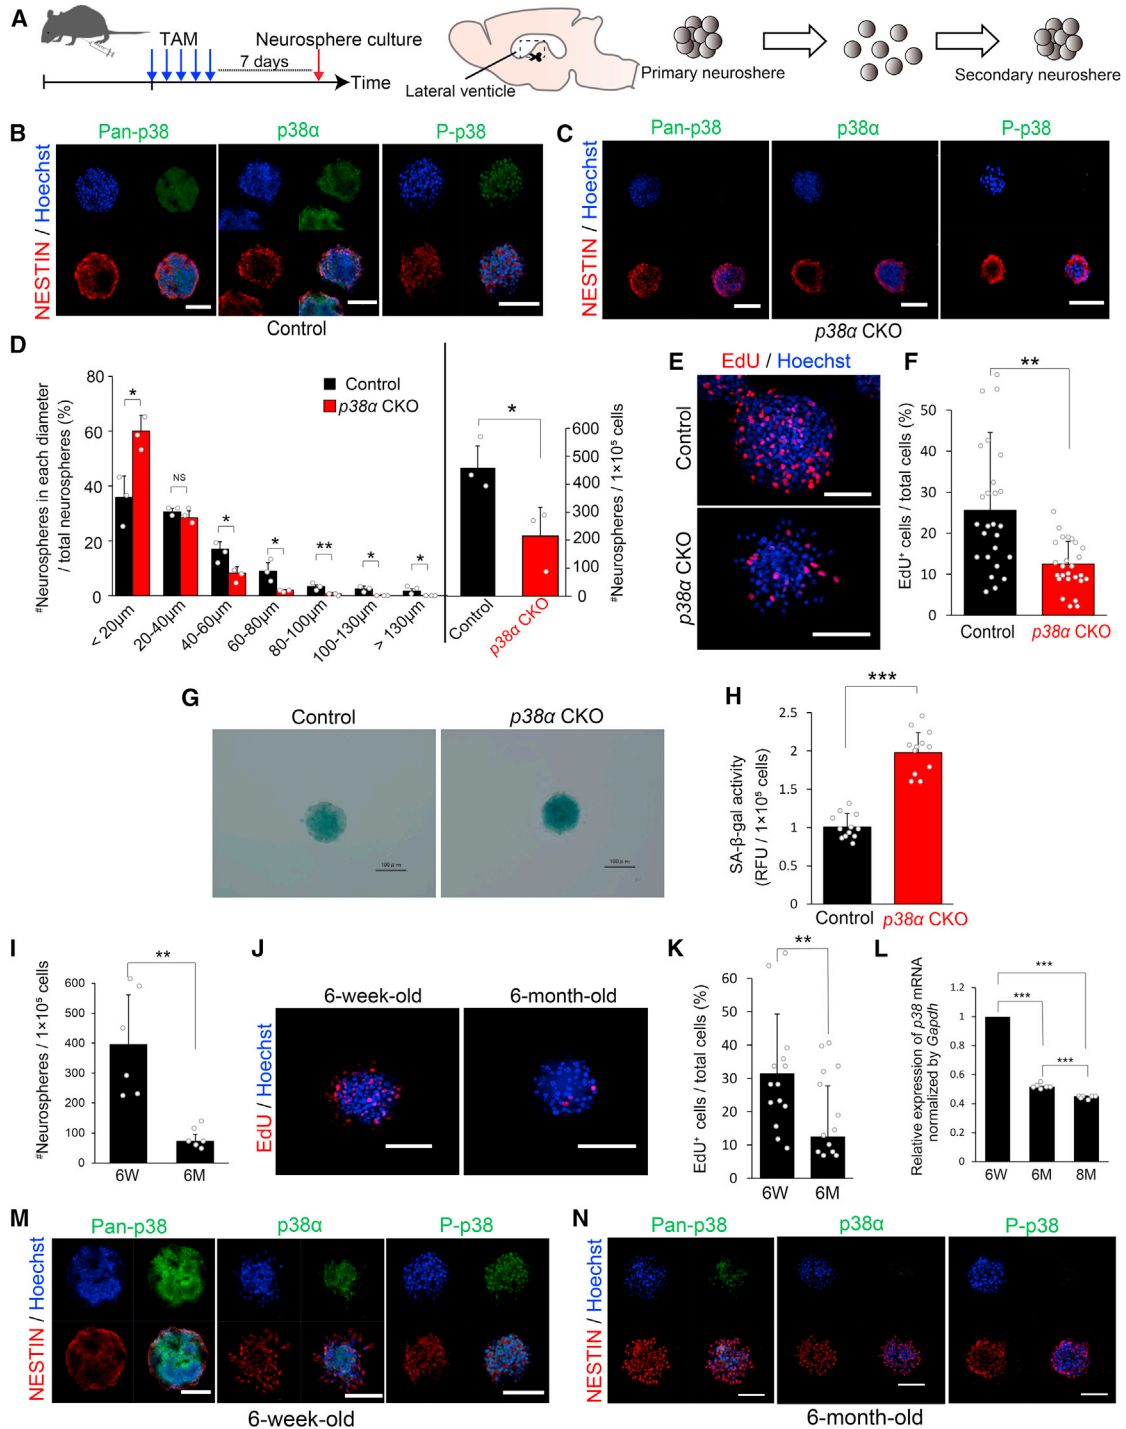 A
TAM
Neurosphere culture
7 days
Time
Lateral venticle
Primary neuroshere
Secondary neuroshere
B
Pan-p38
p38α
P-p38
NESTIN / Hoechst
Control
C
Pan-p38
p38α
P-p38
NESTIN / Hoechst
p38α CKO
D
#Neurospheres in each diameter
/ total neurospheres (%)
80
60
40
20
0
Control
p38α CKO
*
NS
*
*
**
*
*
< 20μm
20-40μm
40-60μm
60-80μm
80-100μm
100-130μm
> 130μm
*
600
500
400
300
200
100
0
#Neurospheres / 1×10⁵ cells
Control
p38α CKO
E
EdU / Hoechst
Control
p38α CKO
F
EdU⁺ cells / total cells (%)
**
50
40
30
20
10
0
Control
p38α CKO
G
Control
p38α CKO
100μm
100μm
H
SA-β-gal activity
(RFU / 1×10⁵ cells)
***
2.5
2
1.5
1
0.5
0
Control
p38α CKO
I
#Neurospheres / 1×10⁵ cells
**
600
500
400
300
200
100
0
6W
6M
J
6-week-old
6-month-old
EdU / Hoechst
K
EdU⁺ cells / total cells (%)
**
60
50
40
30
20
10
0
6W
6M
L
Relative expression of p38 mRNA
normalized by Gapdh
***
***
***
1.2
1
0.8
0.6
0.4
0.2
0
6W
6M
8M
M
Pan-p38
p38α
P-p38
NESTIN / Hoechst
6-week-old
N
Pan-p38
p38α
P-p38
NESTIN / Hoechst
6-month-old